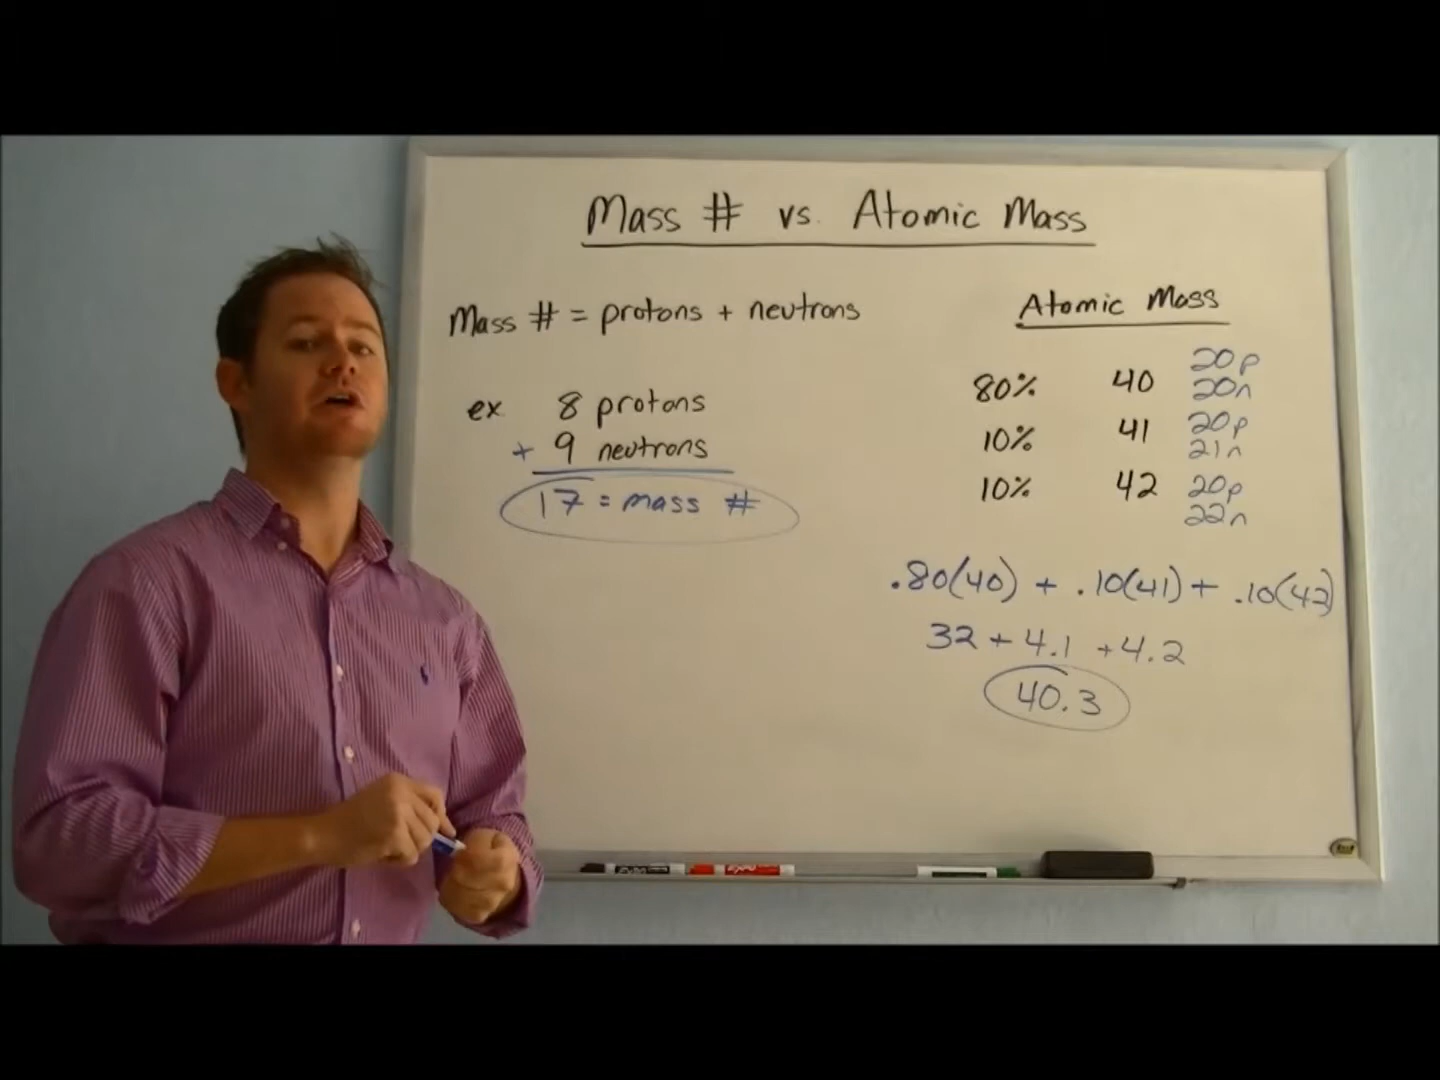 Mass # vs. Atomic Mass
Mass # = protons + neutrons
ex 8 protons
+ 9 neutrons
17 = mass #
Atomic Mass
80% 40 20p
20n
10% 41 20p
21n
10% 42 20p
22n
.80(40) + .10(41) + .10(42)
32 + 4.1 + 4.2
40.3
EXPO